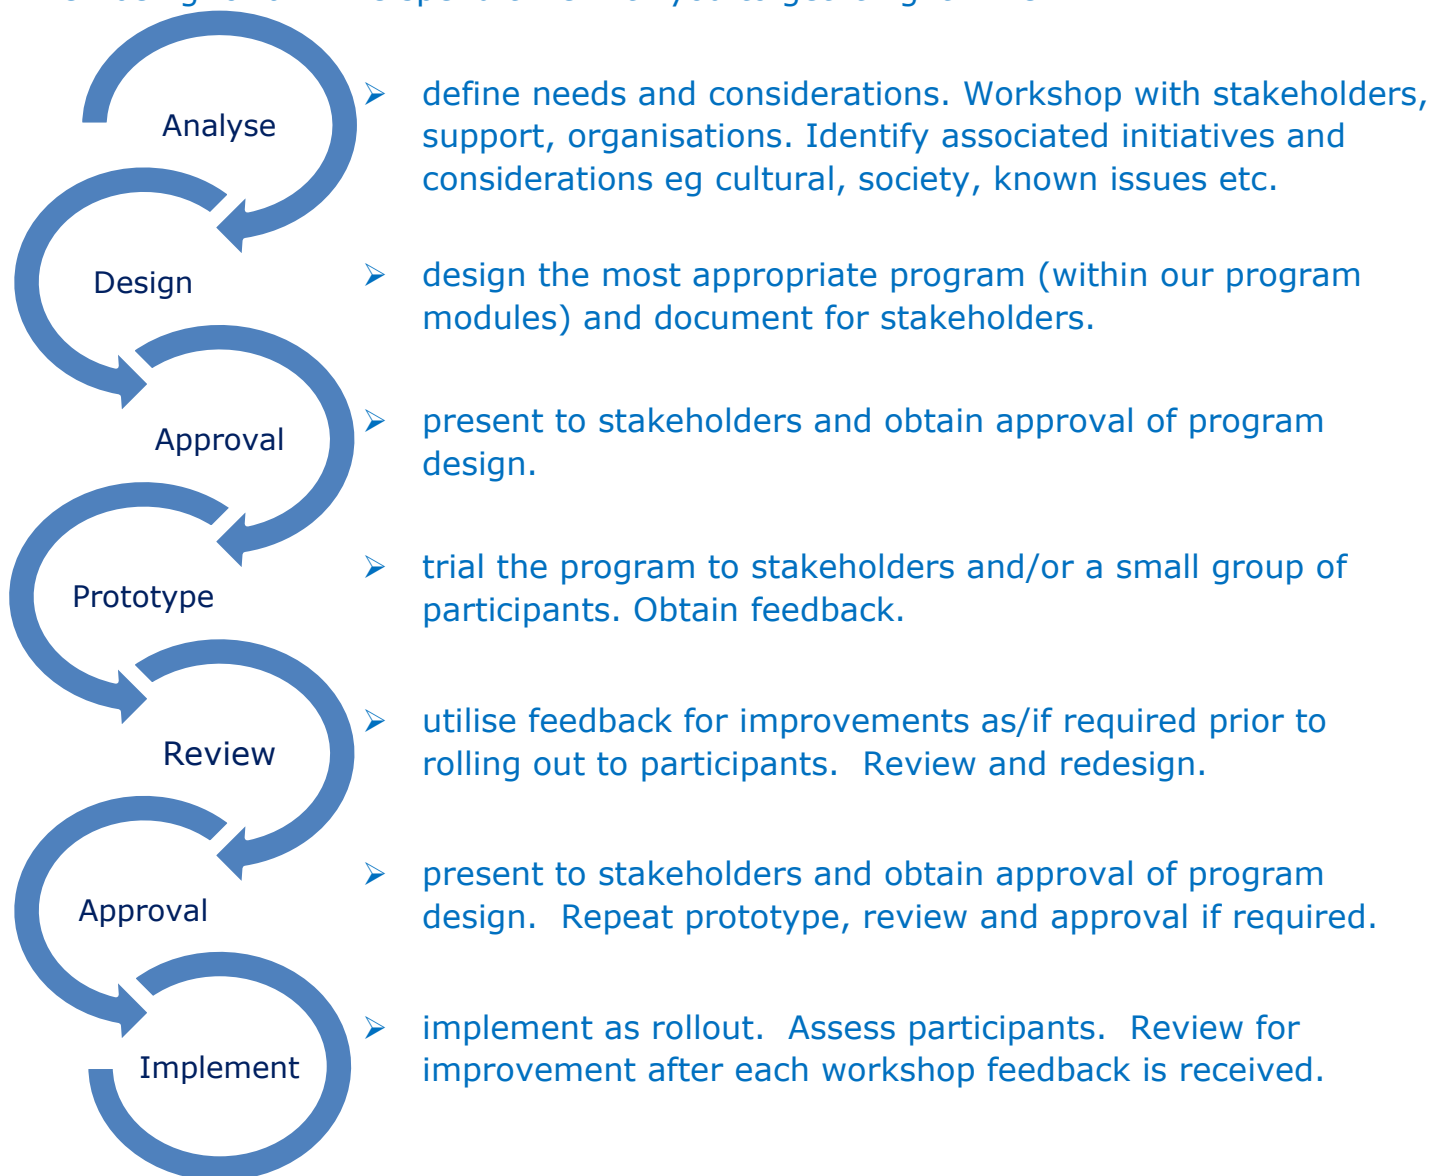 Analyse
➢ define needs and considerations. Workshop with stakeholders,
support, organisations. Identify associated initiatives and
considerations eg cultural, society, known issues etc.
Design
➢ design the most appropriate program (within our program
modules) and document for stakeholders.
Approval
➢ present to stakeholders and obtain approval of program
design.
Prototype
➢ trial the program to stakeholders and/or a small group of
participants. Obtain feedback.
Review
➢ utilise feedback for improvements as/if required prior to
rolling out to participants.  Review and redesign.
Approval
➢ present to stakeholders and obtain approval of program
design.  Repeat prototype, review and approval if required.
Implement
➢ implement as rollout.  Assess participants.  Review for
improvement after each workshop feedback is received.